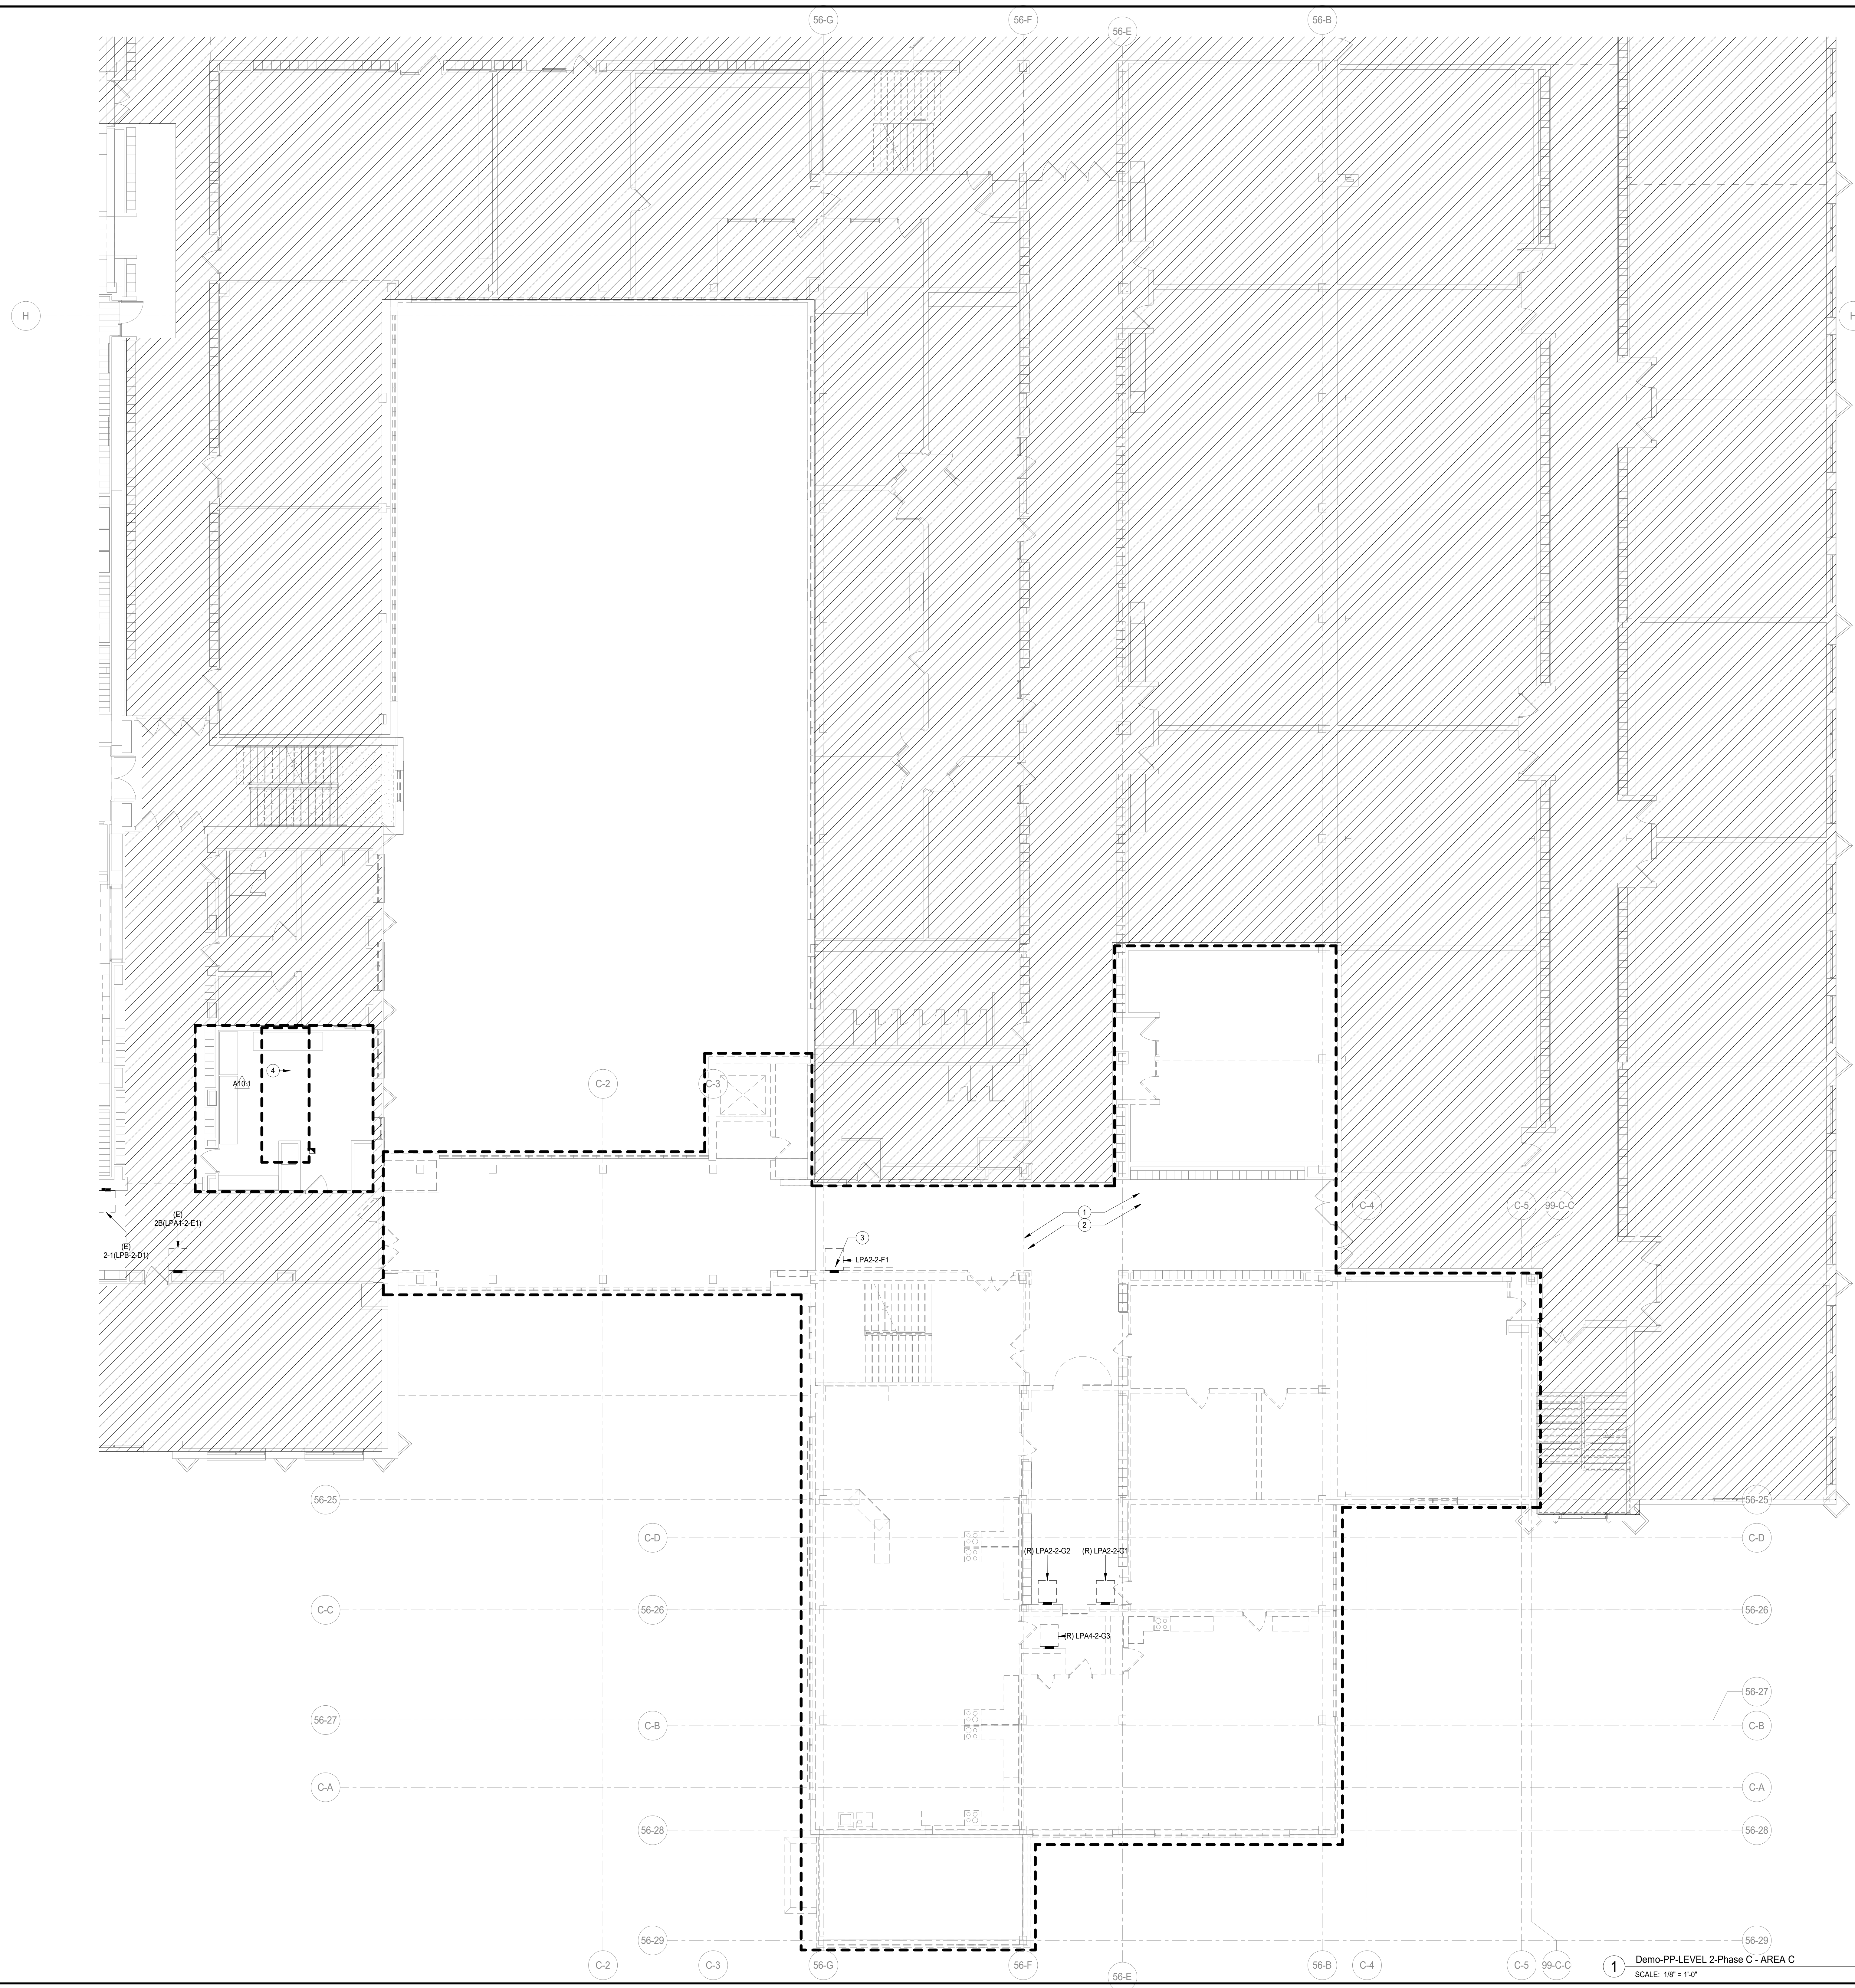 56-G
56-F
56-E
56-B
H
H
C-2
C-3
4
A10.1
1
2
C-4
C-5
99-C-C
(E)
2B(LPA1-2-E1)
(E)
2-1(LPB-2-D1)
3
LPA2-2-F1
56-25
56-25
C-D
C-D
(R) LPA2-2-G2
(R) LPA2-2-G1
C-C
56-26
56-26
(R) LPA4-2-G3
56-27
56-27
C-B
C-B
C-A
C-A
56-28
56-28
56-29
56-29
C-2
C-3
56-G
56-F
56-E
56-B
C-4
C-5
99-C-C
1
Demo-PP-LEVEL 2-Phase C - AREA C
SCALE: 1/8" = 1'-0"